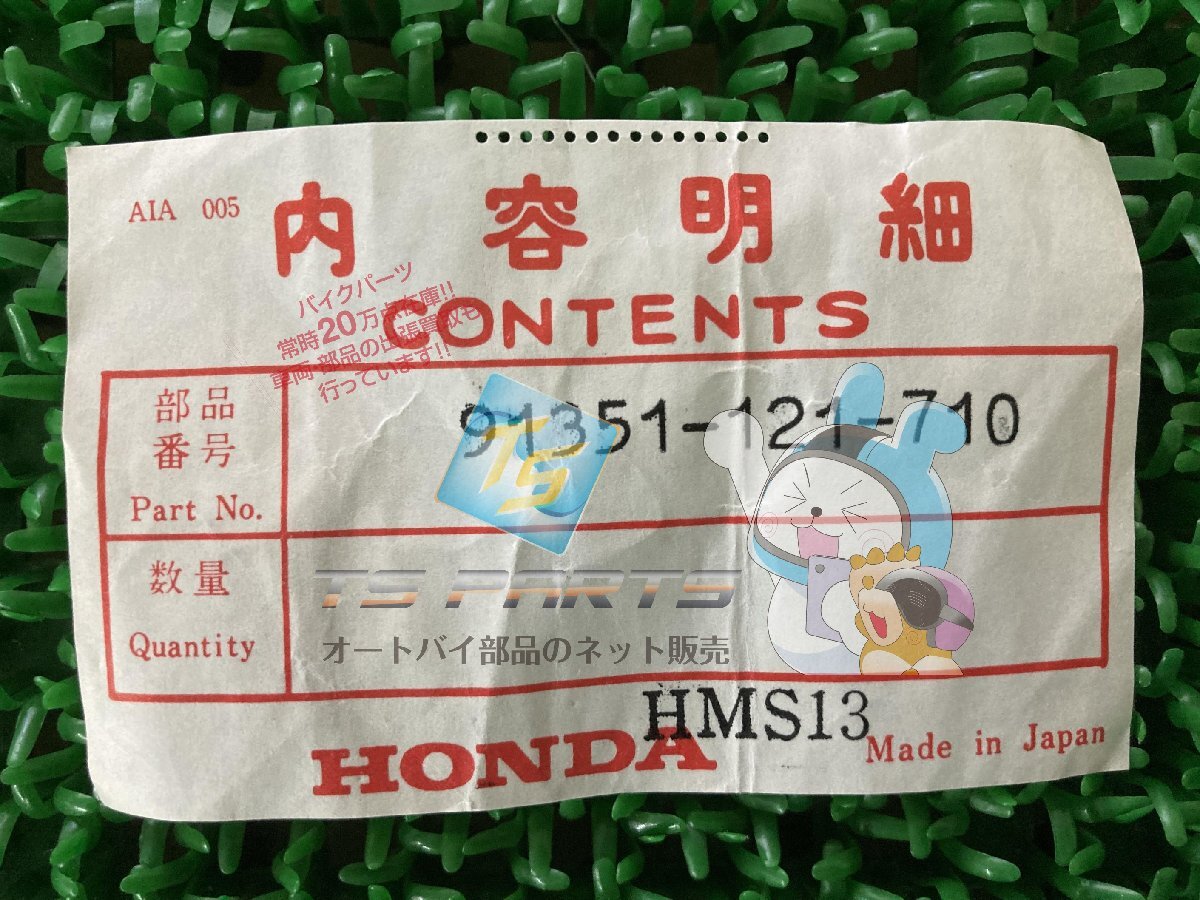 AIA 005
内容明細
CONTENTS
バイクパーツ
常時20万点在庫!!
車両・部品の出張買取も
行っています!!
部品
番号
Part No.
91351-121-710
TS
数量
Quantity
TS PARTS
オートバイ部品のネット販売
HMS13
HONDA
Made in Japan